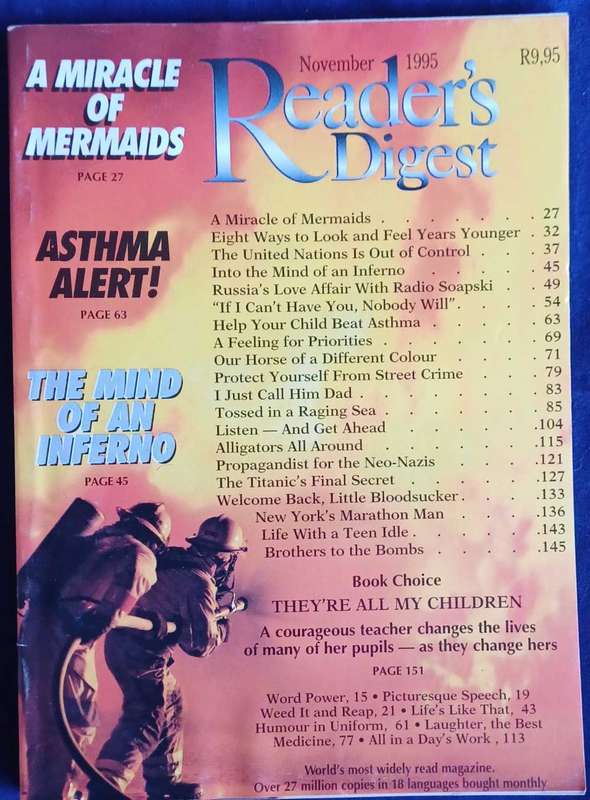 A MIRACLE
OF
MERMAIDS
PAGE 27
ASTHMA
ALERT!
PAGE 63
THE MIND
OF AN
INFERNO
PAGE 45
November 1995 R9,95
Reader's
Digest
A Miracle of Mermaids . . . . . . . 27
Eight Ways to Look and Feel Years Younger . 32
The United Nations Is Out of Control . . . 37
Into the Mind of an Inferno . . . . . 45
Russia's Love Affair With Radio Soapski . . 49
“If I Can't Have You, Nobody Will”. . . . 54
Help Your Child Beat Asthma . . . . . 63
A Feeling for Priorities . . . . . . . 69
Our Horse of a Different Colour . . . . 71
Protect Yourself From Street Crime . . . 79
I Just Call Him Dad . . . . . . . 83
Tossed in a Raging Sea . . . . . . 85
Listen — And Get Ahead . . . . . .104
Alligators All Around . . . . . . .115
Propagandist for the Neo-Nazis . . . .121
The Titanic's Final Secret . . . . . .127
Welcome Back, Little Bloodsucker. . . .133
New York's Marathon Man . . . .136
Life With a Teen Idle. . . . . .143
Brothers to the Bombs . . . . .145
Book Choice
THEY'RE ALL MY CHILDREN
A courageous teacher changes the lives
of many of her pupils — as they change hers
PAGE 151
Word Power, 15 • Picturesque Speech, 19
Weed It and Reap, 21 • Life's Like That, 43
Humour in Uniform, 61 • Laughter, the Best
Medicine, 77 • All in a Day's Work , 113
World's most widely read magazine.
Over 27 million copies in 18 languages bought monthly